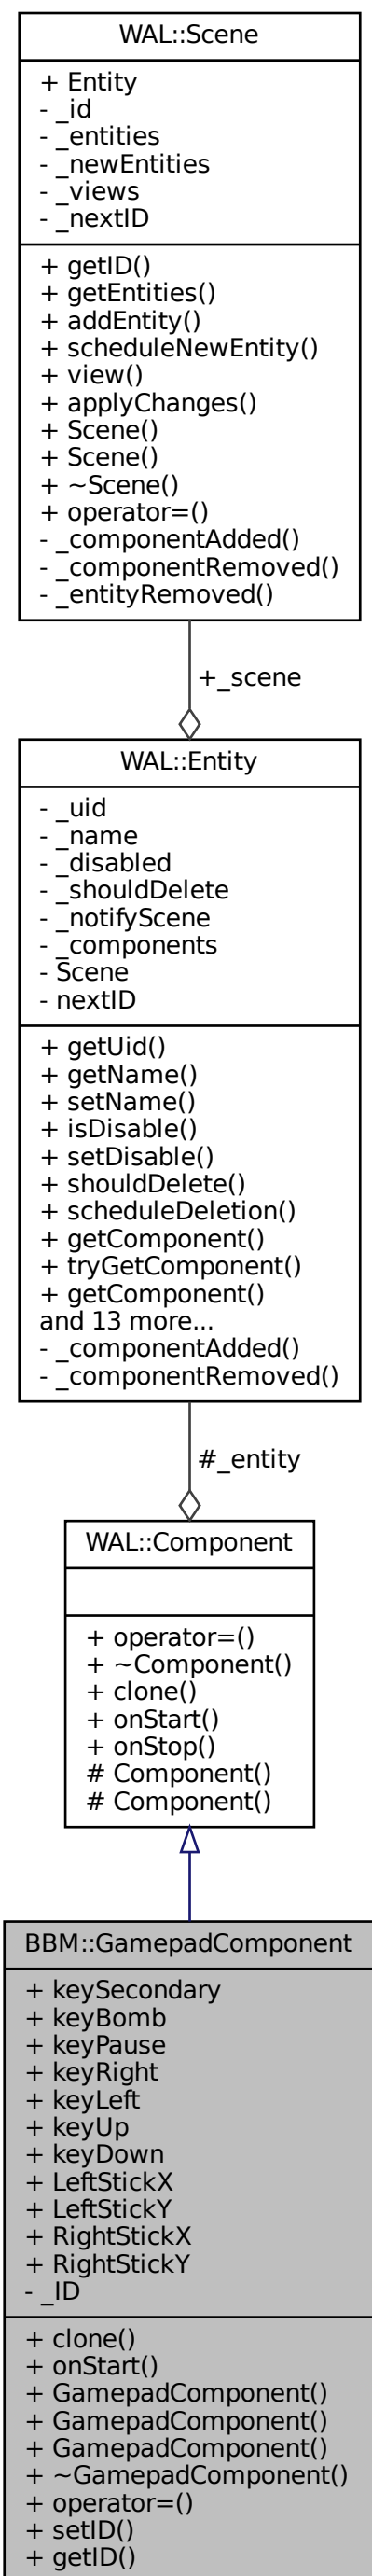 WAL::Scene
+ Entity
- _id
- _entities
- _newEntities
- _views
- _nextID
+ getID()
+ getEntities()
+ addEntity()
+ scheduleNewEntity()
+ view()
+ applyChanges()
+ Scene()
+ Scene()
+ ~Scene()
+ operator=()
- _componentAdded()
- _componentRemoved()
- _entityRemoved()
+_scene
WAL::Entity
- _uid
- _name
- _disabled
- _shouldDelete
- _notifyScene
- _components
- Scene
- nextID
+ getUid()
+ getName()
+ setName()
+ isDisable()
+ setDisable()
+ shouldDelete()
+ scheduleDeletion()
+ getComponent()
+ tryGetComponent()
+ getComponent()
and 13 more...
- _componentAdded()
- _componentRemoved()
#_entity
WAL::Component
+ operator=()
+ ~Component()
+ clone()
+ onStart()
+ onStop()
# Component()
# Component()
BBM::GamepadComponent
+ keySecondary
+ keyBomb
+ keyPause
+ keyRight
+ keyLeft
+ keyUp
+ keyDown
+ LeftStickX
+ LeftStickY
+ RightStickX
+ RightStickY
- _ID
+ clone()
+ onStart()
+ GamepadComponent()
+ GamepadComponent()
+ GamepadComponent()
+ ~GamepadComponent()
+ operator=()
+ setID()
+ getID()